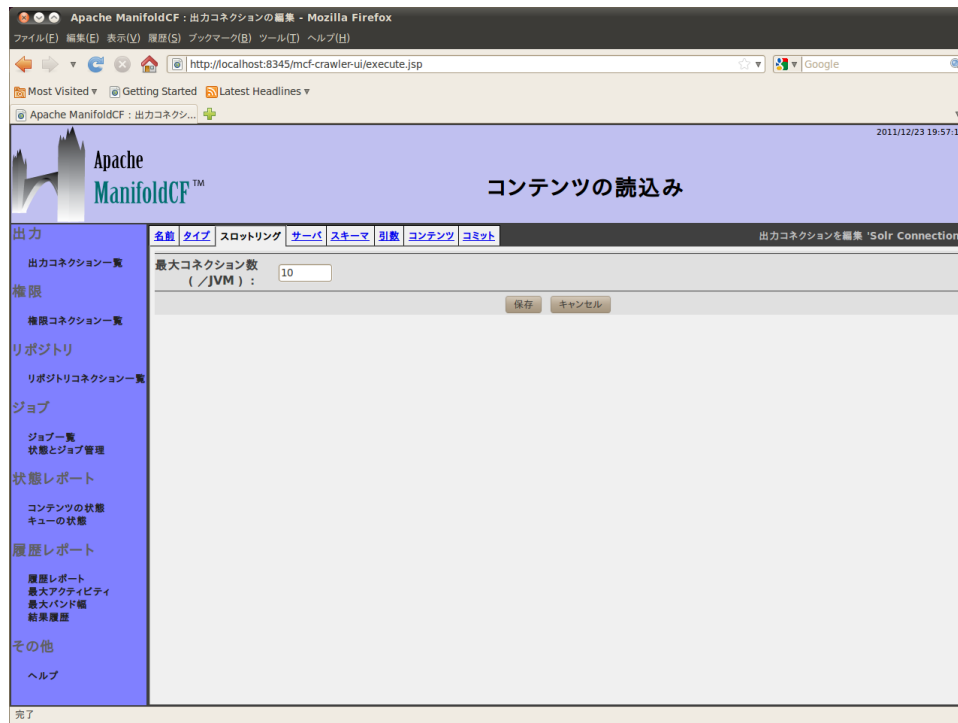 Apache ManifoldCF : 出力コネクションの編集 - Mozilla Firefox
ファイル(F) 編集(E) 表示(V) 履歴(S) ブックマーク(B) ツール(T) ヘルプ(H)
http://localhost:8345/mcf-crawler-ui/execute.jsp
Google
Most Visited Getting Started Latest Headlines
Apache ManifoldCF : 出力コネクシ...
2011/12/23 19:57:1
Apache
ManifoldCF™
コンテンツの読込み
出力
出力コネクション一覧
権限
権限コネクション一覧
リポジトリ
リポジトリコネクション一覧
ジョブ
ジョブ一覧
状態とジョブ管理
状態レポート
コンテンツの状態
キューの状態
履歴レポート
履歴レポート
最大アクティビティ
最大バンド幅
結果履歴
その他
ヘルプ
名前 タイプ スロットリング サーバ スキーマ 引数 コンテンツ コミット
出力コネクションを編集 'Solr Connection
最大コネクション数
(／JVM)：
10
保存 キャンセル
完了